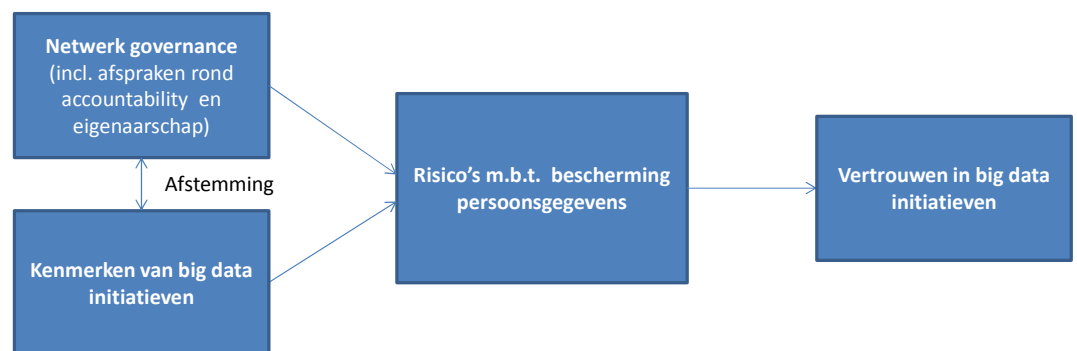 Netwerk governance
(incl. afspraken rond
accountability en
eigenaarschap)
Afstemming
Kenmerken van big data
initiatieven
Risico's m.b.t. bescherming
persoonsgegevens
Vertrouwen in big data
initiatieven